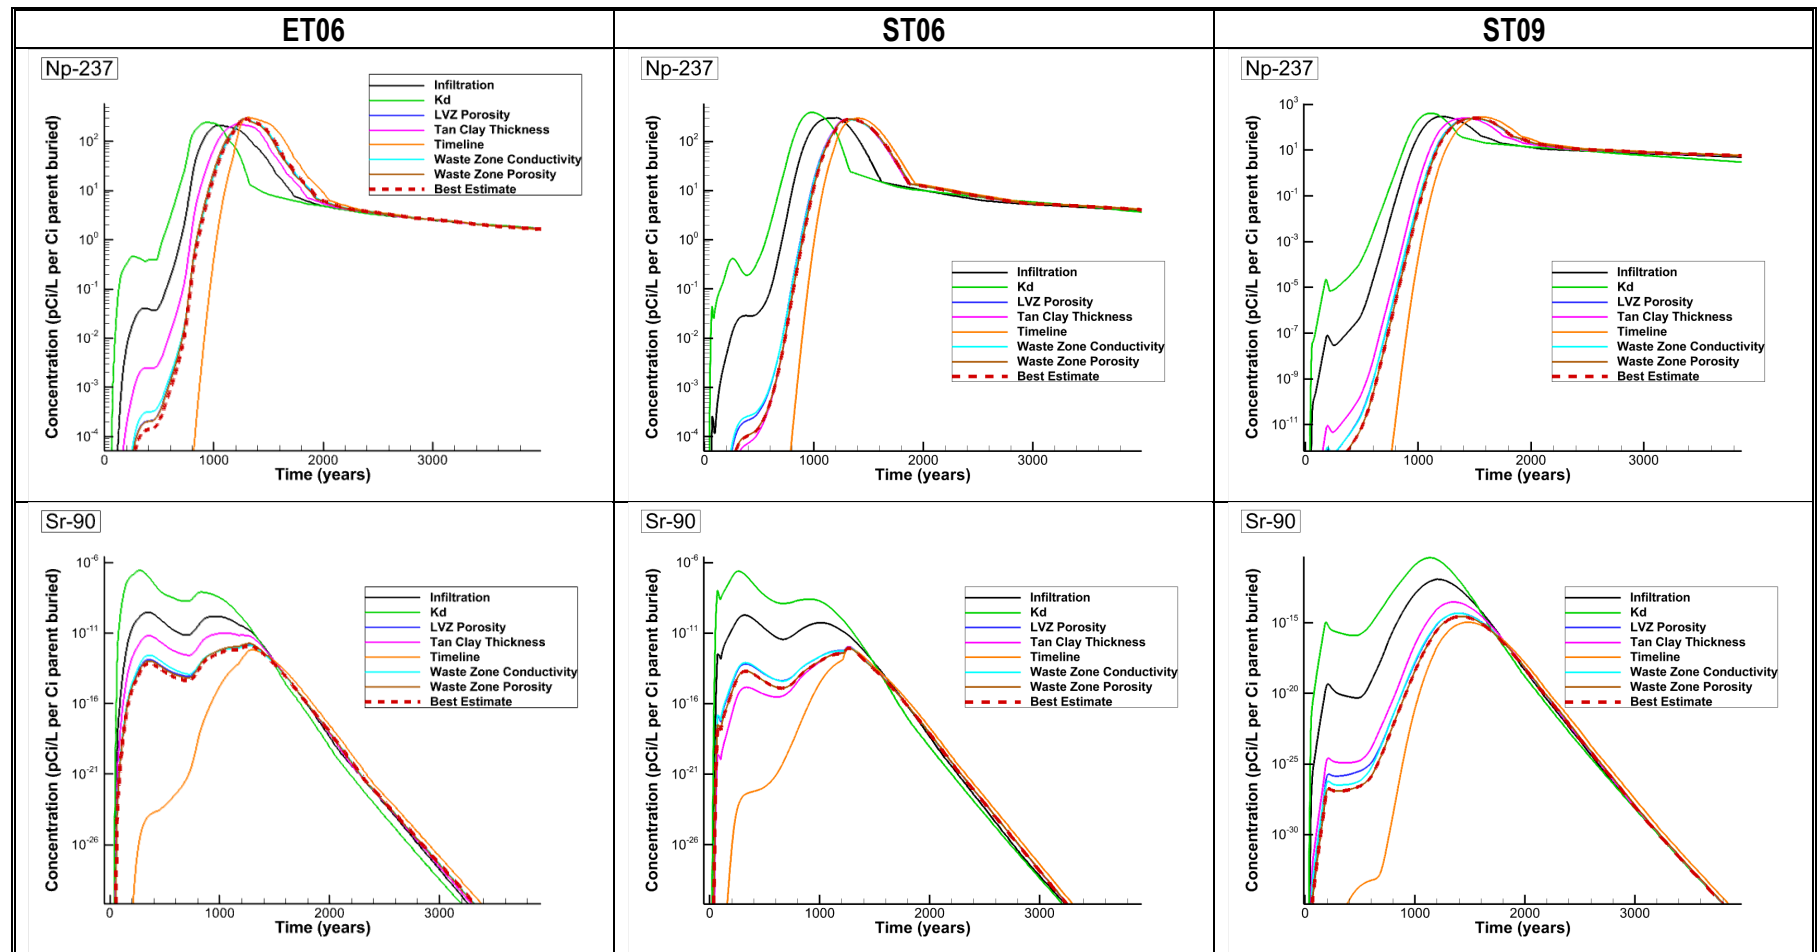 ET06
ST06
ST09
Np-237
Infiltration
Kd
LVZ Porosity
Tan Clay Thickness
Timeline
Waste Zone Conductivity
Waste Zone Porosity
Best Estimate
Concentration (pCi/L per Ci parent buried)
10^2
10^1
10^0
10^-1
10^-2
10^-3
10^-4
0
1000
2000
3000
Time (years)
Np-237
Infiltration
Kd
LVZ Porosity
Tan Clay Thickness
Timeline
Waste Zone Conductivity
Waste Zone Porosity
Best Estimate
Concentration (pCi/L per Ci parent buried)
10^2
10^1
10^0
10^-1
10^-2
10^-3
10^-4
0
1000
2000
3000
Time (years)
Np-237
Infiltration
Kd
LVZ Porosity
Tan Clay Thickness
Timeline
Waste Zone Conductivity
Waste Zone Porosity
Best Estimate
Concentration (pCi/L per Ci parent buried)
10^3
10^1
10^-1
10^-3
10^-5
10^-7
10^-9
10^-11
0
1000
2000
3000
Time (years)
Sr-90
Infiltration
Kd
LVZ Porosity
Tan Clay Thickness
Timeline
Waste Zone Conductivity
Waste Zone Porosity
Best Estimate
Concentration (pCi/L per Ci parent buried)
10^-6
10^-11
10^-16
10^-21
10^-26
0
1000
2000
3000
Time (years)
Sr-90
Infiltration
Kd
LVZ Porosity
Tan Clay Thickness
Timeline
Waste Zone Conductivity
Waste Zone Porosity
Best Estimate
Concentration (pCi/L per Ci parent buried)
10^-6
10^-11
10^-16
10^-21
10^-26
0
1000
2000
3000
Time (years)
Sr-90
Infiltration
Kd
LVZ Porosity
Tan Clay Thickness
Timeline
Waste Zone Conductivity
Waste Zone Porosity
Best Estimate
Concentration (pCi/L per Ci parent buried)
10^-15
10^-20
10^-25
10^-30
0
1000
2000
3000
Time (years)